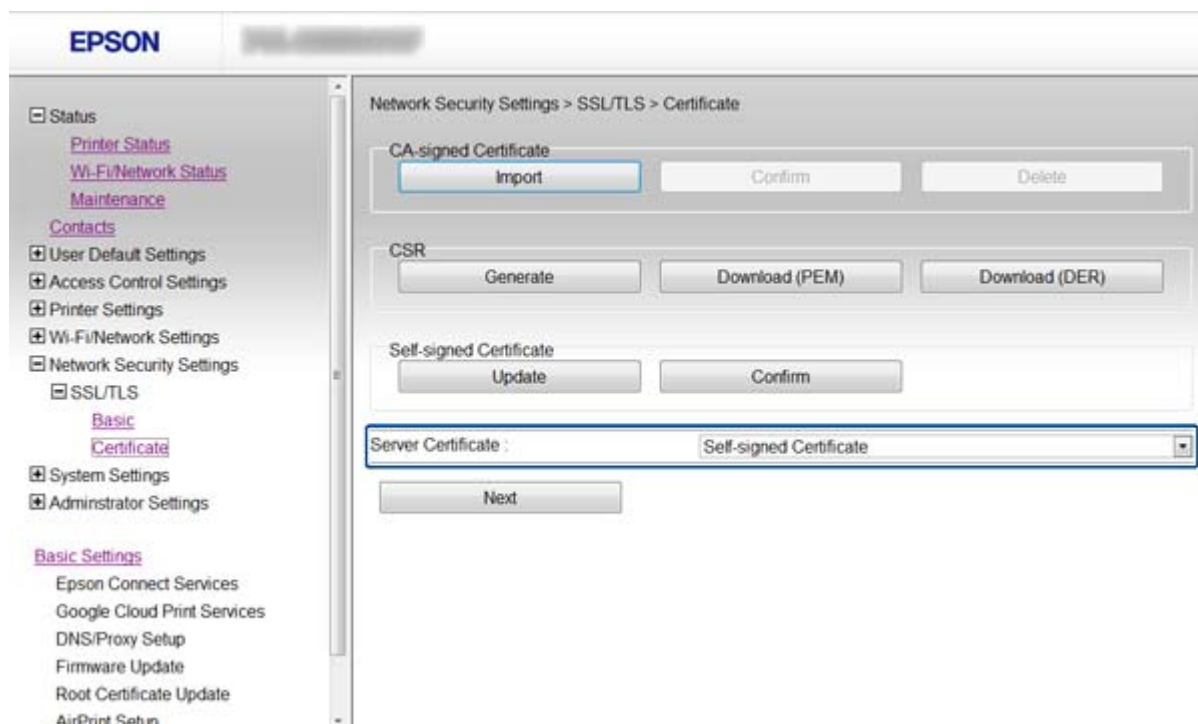 EPSON
Status
Printer Status
Wi-Fi/Network Status
Maintenance
Contacts
User Default Settings
Access Control Settings
Printer Settings
Wi-Fi/Network Settings
Network Security Settings
SSL/TLS
Basic
Certificate
System Settings
Adminstrator Settings
Basic Settings
Epson Connect Services
Google Cloud Print Services
DNS/Proxy Setup
Firmware Update
Root Certificate Update
AirPrint Setup
Network Security Settings > SSL/TLS > Certificate
CA-signed Certificate
Import Confirm Delete
CSR
Generate Download (PEM) Download (DER)
Self-signed Certificate
Update Confirm
Server Certificate : Self-signed Certificate
Next